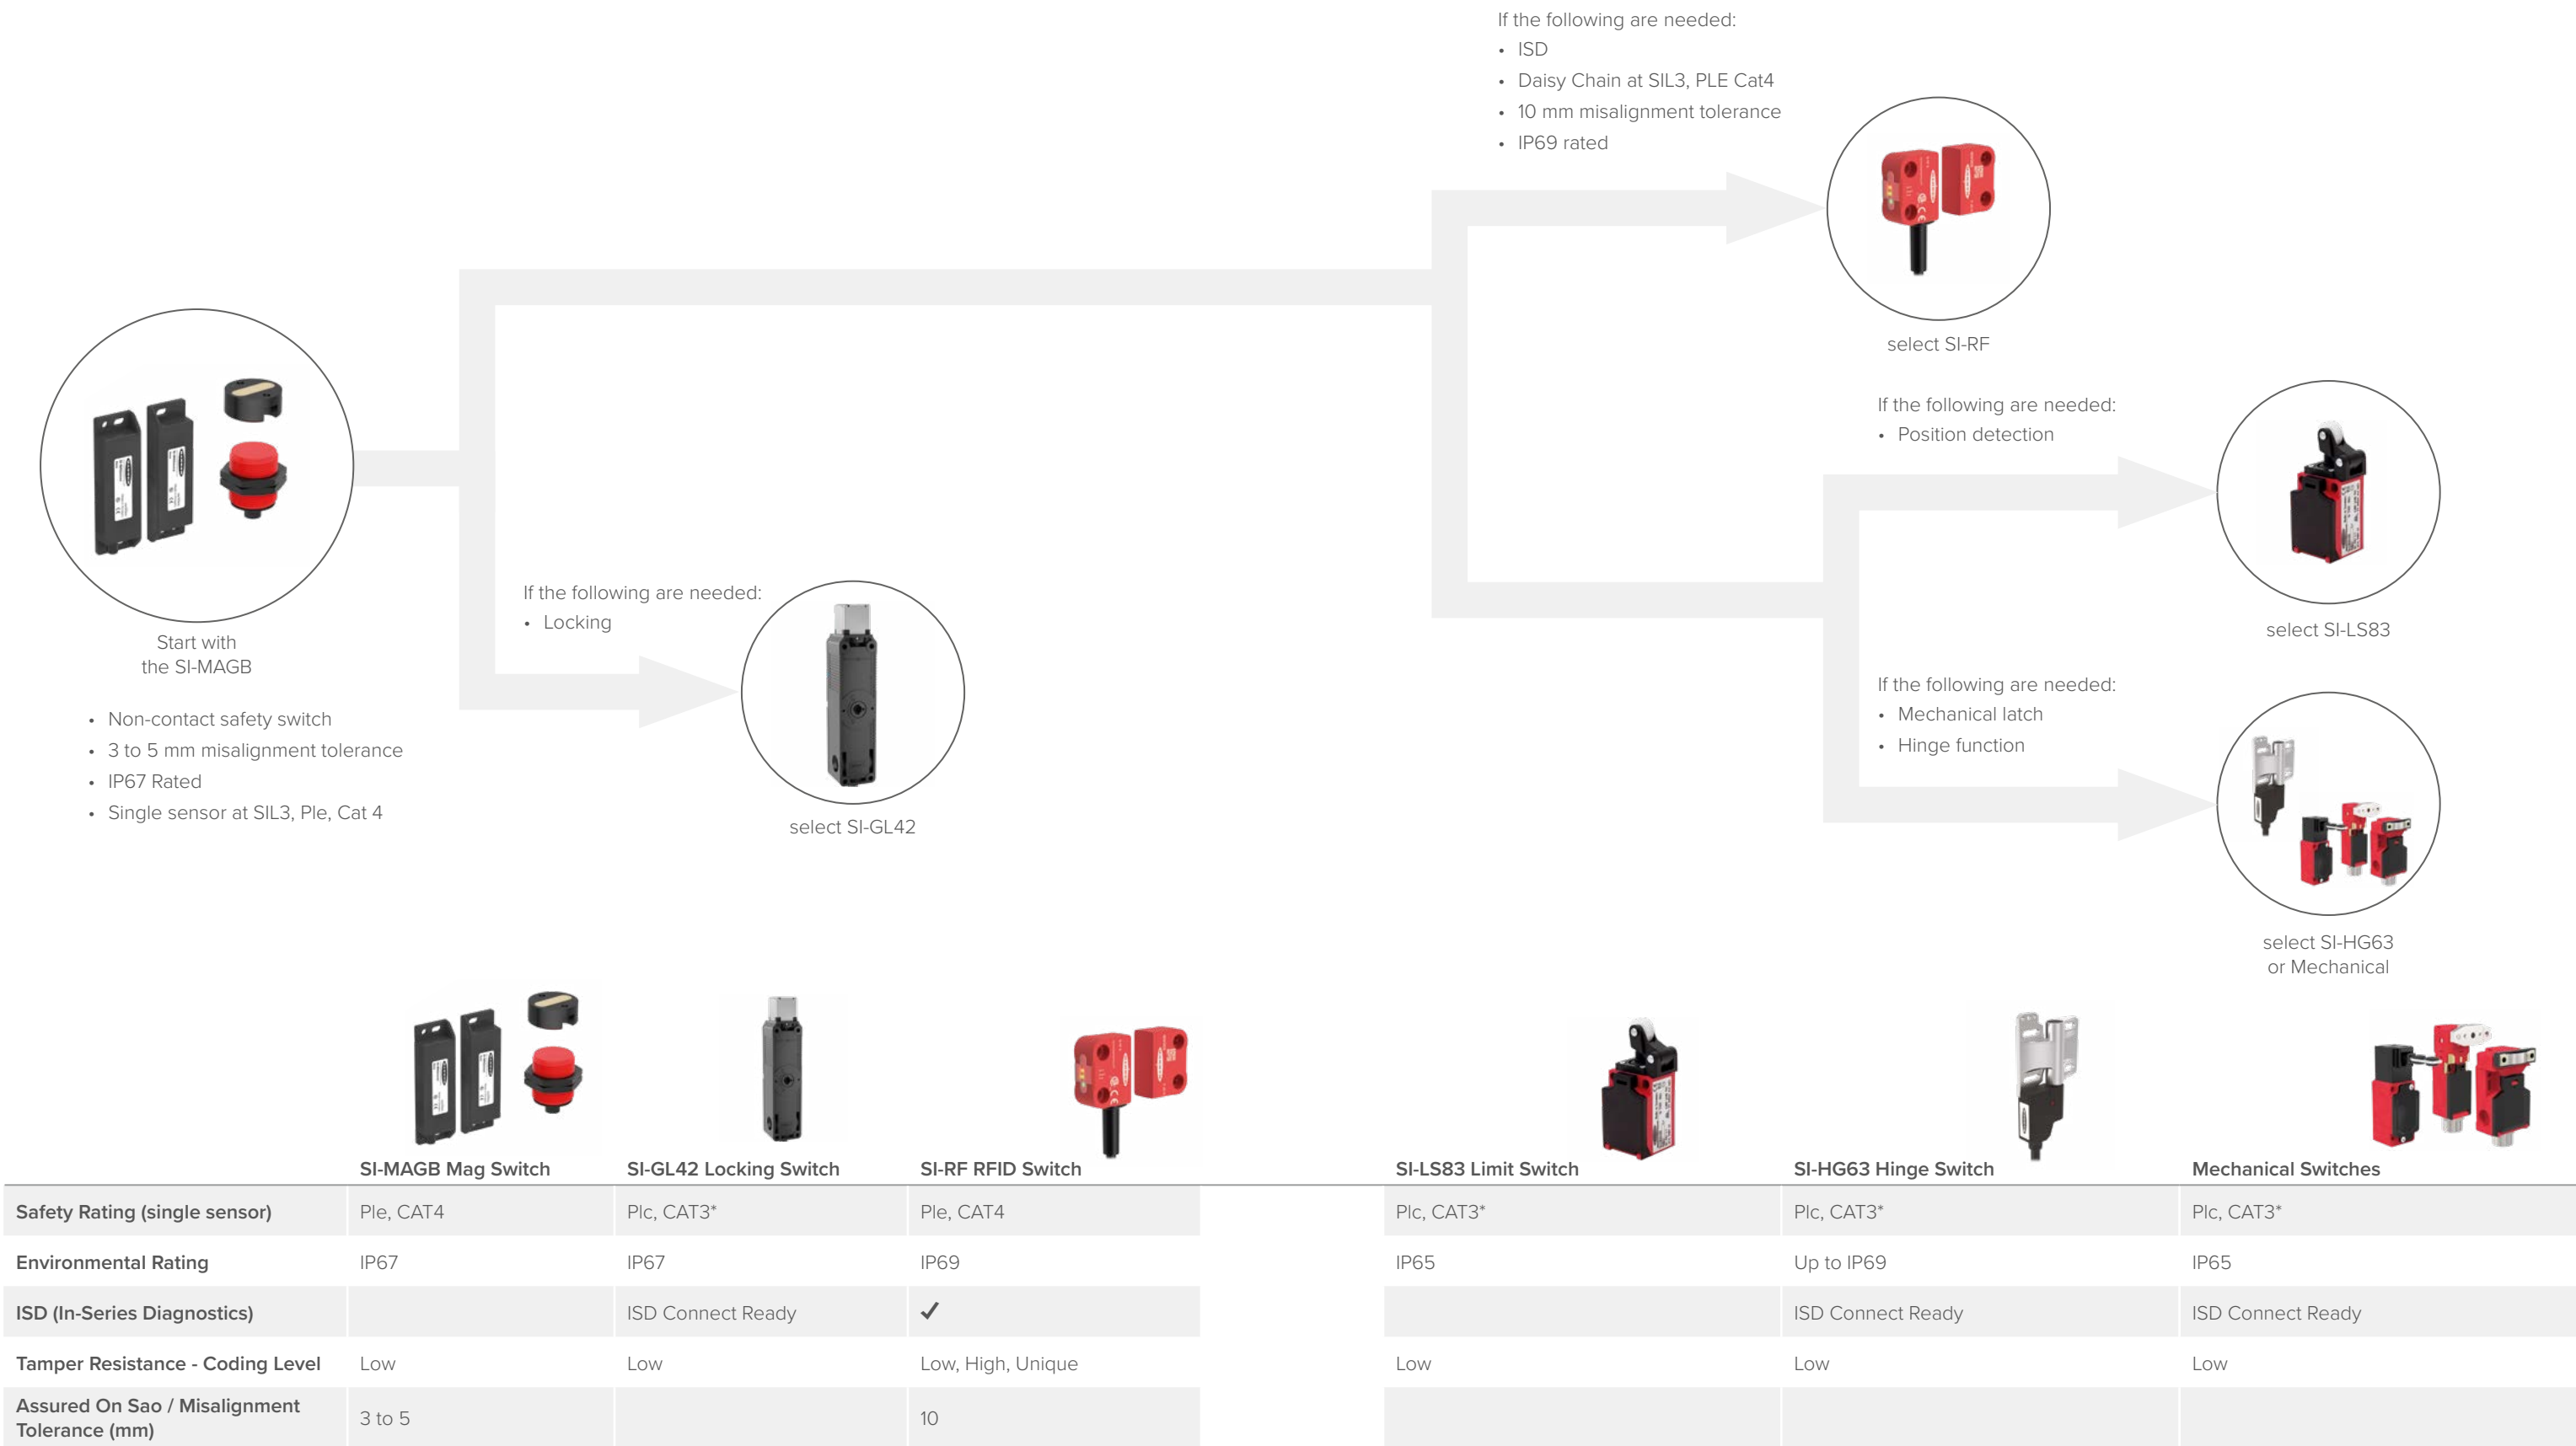 If the following are needed:
• ISD
• Daisy Chain at SIL3, PLE Cat4
• 10 mm misalignment tolerance
• IP69 rated
select SI-RF
If the following are needed:
• Position detection
select SI-LS83
Start with
the SI-MAGB
• Non-contact safety switch
• 3 to 5 mm misalignment tolerance
• IP67 Rated
• Single sensor at SIL3, Ple, Cat 4
If the following are needed:
• Locking
select SI-GL42
If the following are needed:
• Mechanical latch
• Hinge function
select SI-HG63
or Mechanical
SI-MAGB Mag Switch SI-GL42 Locking Switch SI-RF RFID Switch SI-LS83 Limit Switch SI-HG63 Hinge Switch Mechanical Switches
Safety Rating (single sensor) Ple, CAT4 Plc, CAT3* Ple, CAT4 Plc, CAT3* Plc, CAT3* Plc, CAT3*
Environmental Rating IP67 IP67 IP69 IP65 Up to IP69 IP65
ISD (In-Series Diagnostics) ISD Connect Ready ✓ ISD Connect Ready ISD Connect Ready
Tamper Resistance - Coding Level Low Low Low, High, Unique Low Low Low
Assured On Sao / Misalignment
Tolerance (mm) 3 to 5 10